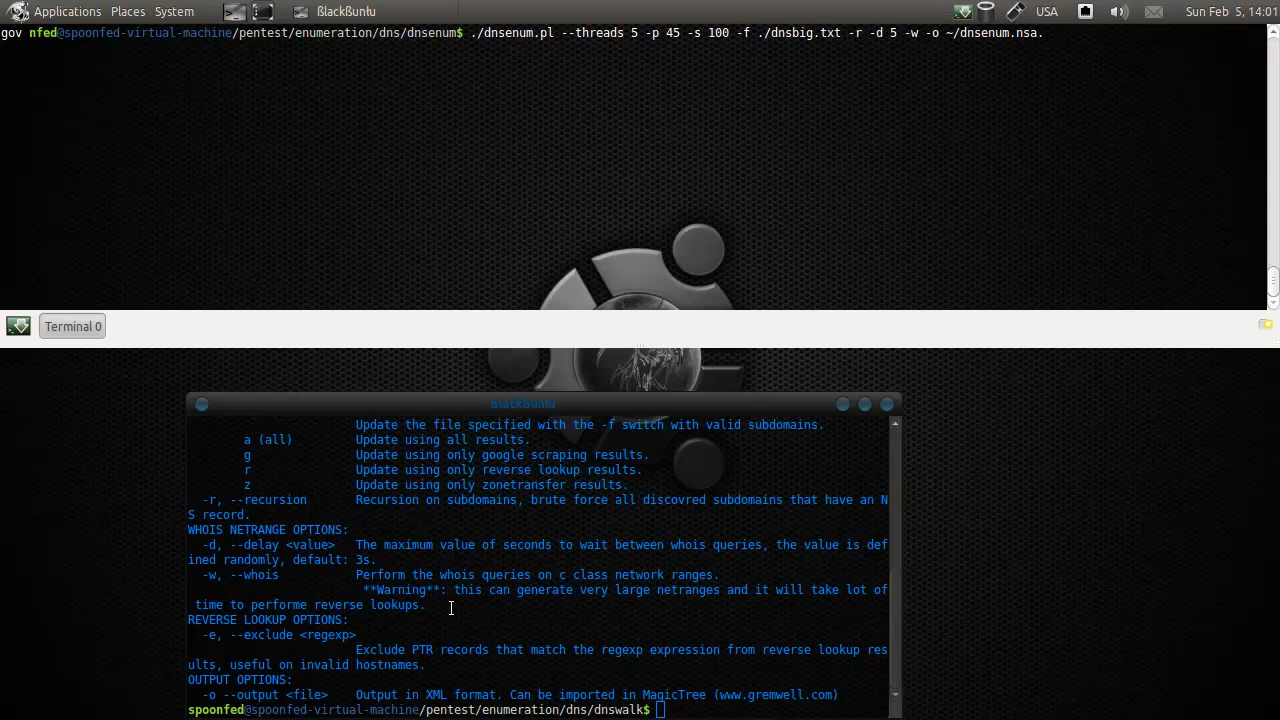 Applications Places System ßlackßunłu USA Sun Feb 5, 14:01
gov nfed@spoonfed-virtual-machine/pentest/enumeration/dns/dnsenum$ ./dnsenum.pl --threads 5 -p 45 -s 100 -f ./dnsbig.txt -r -d 5 -w -o ~/dnsenum.nsa.
Terminal 0
ßlackßunłu
Update the file specified with the -f switch with valid subdomains.
a (all) Update using all results.
g Update using only google scraping results.
r Update using only reverse lookup results.
z Update using only zonetransfer results.
-r, --recursion Recursion on subdomains, brute force all discovred subdomains that have an N
S record.
WHOIS NETRANGE OPTIONS:
-d, --delay <value> The maximum value of seconds to wait between whois queries, the value is def
ined randomly, default: 3s.
-w, --whois Perform the whois queries on c class network ranges.
**Warning**: this can generate very large netranges and it will take lot of
time to performe reverse lookups.
REVERSE LOOKUP OPTIONS:
-e, --exclude <regexp>
Exclude PTR records that match the regexp expression from reverse lookup res
ults, useful on invalid hostnames.
OUTPUT OPTIONS:
-o --output <file> Output in XML format. Can be imported in MagicTree (www.gremwell.com)
spoonfed@spoonfed-virtual-machine/pentest/enumeration/dns/dnswalk$